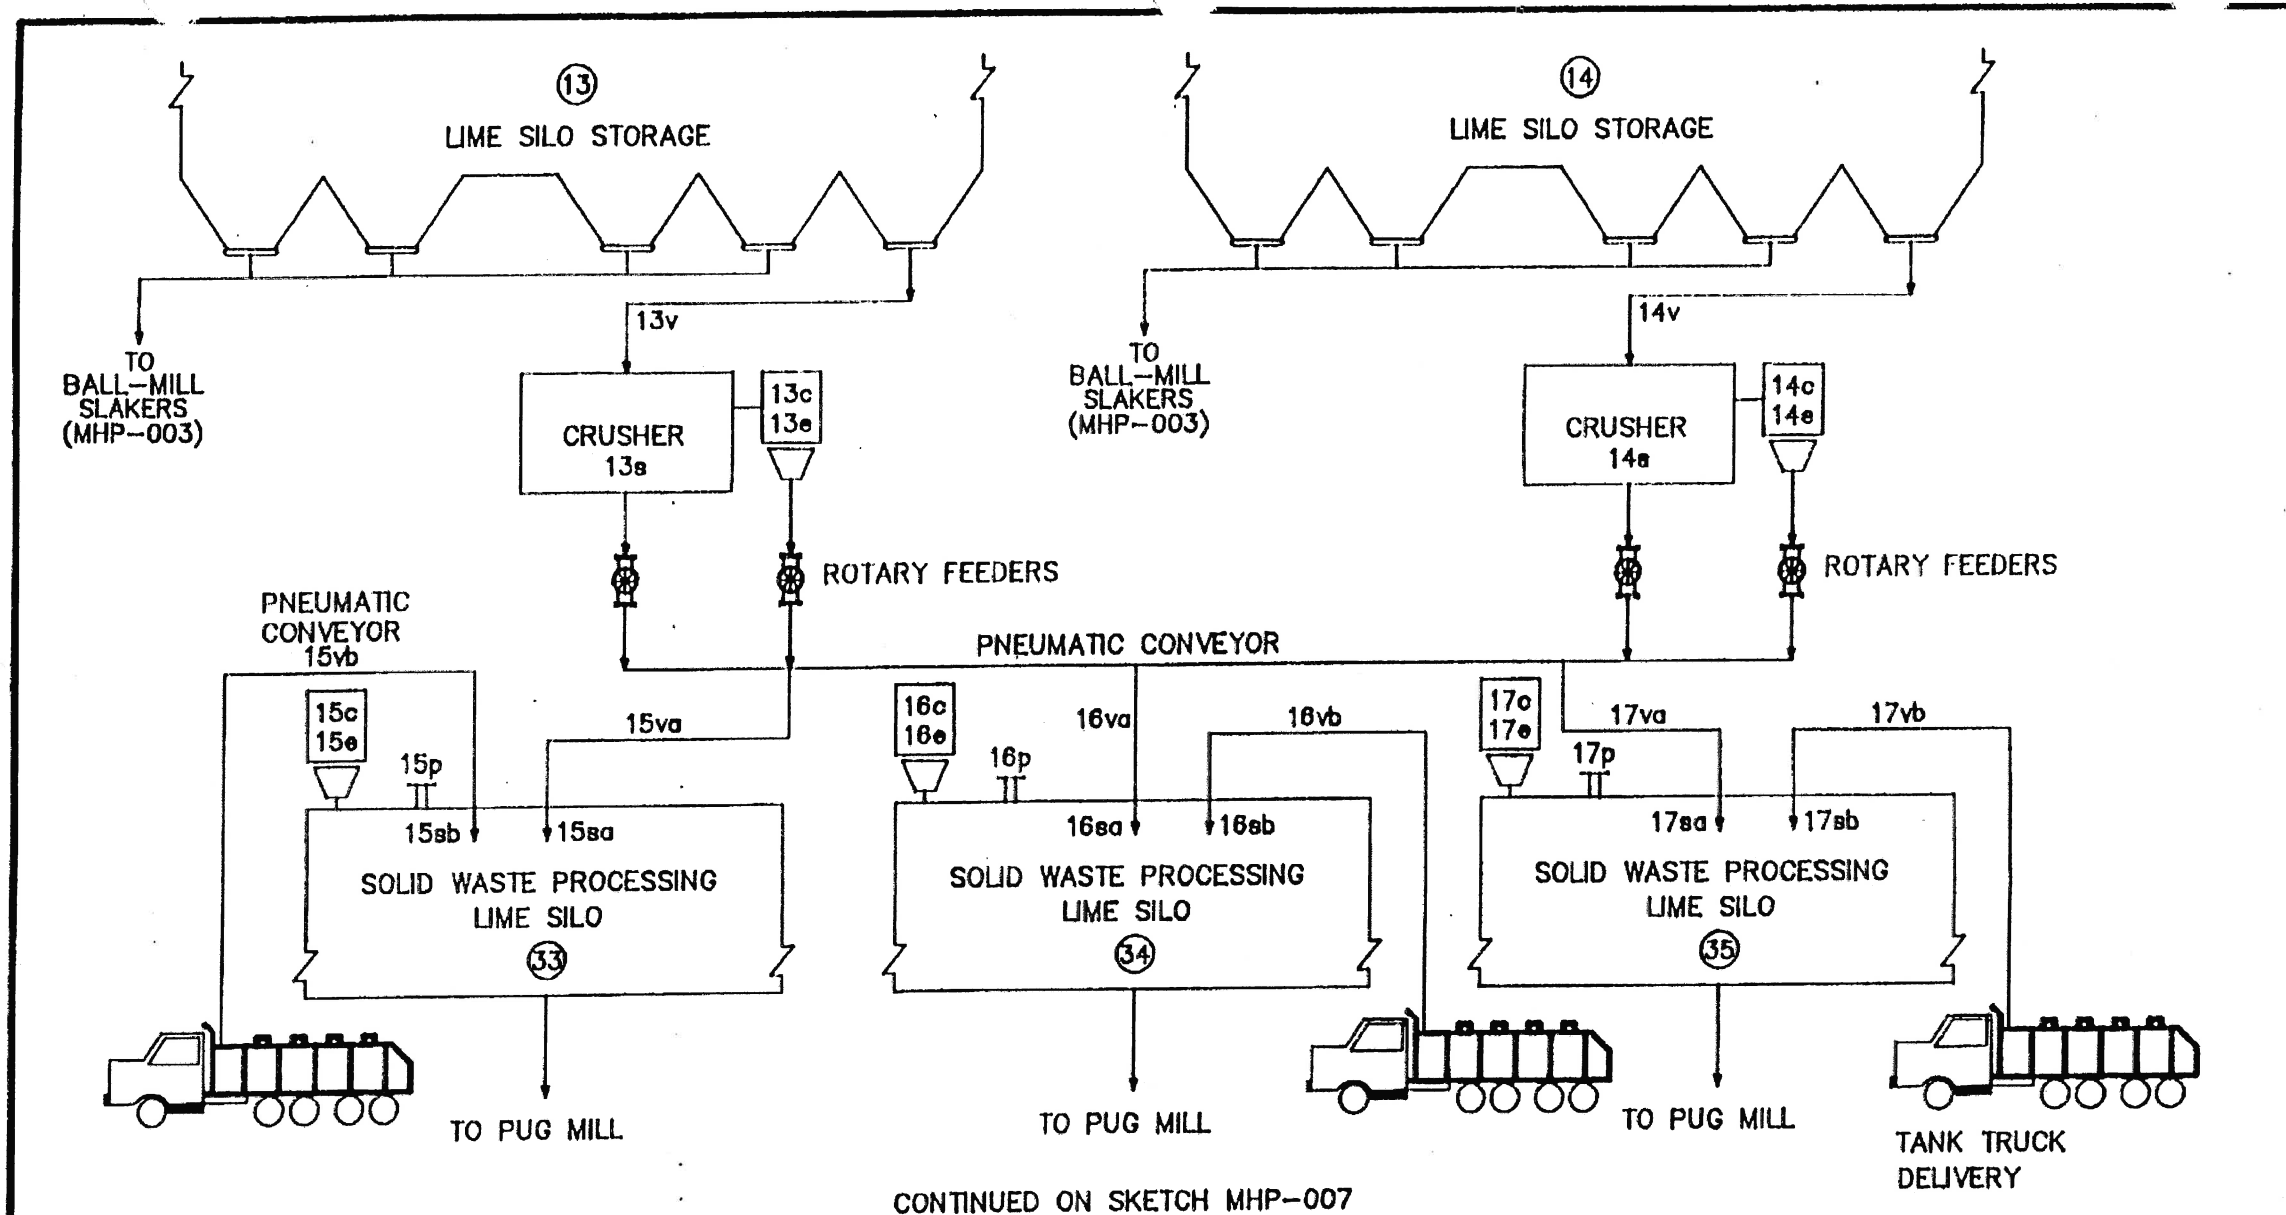 13
LIME SILO STORAGE
14
LIME SILO STORAGE
13v
14v
TO
BALL-MILL
SLAKERS
(MHP-003)
CRUSHER
13s
13c
13e
TO
BALL-MILL
SLAKERS
(MHP-003)
CRUSHER
14s
14c
14e
ROTARY FEEDERS
ROTARY FEEDERS
PNEUMATIC
CONVEYOR
15vb
PNEUMATIC CONVEYOR
15c
15e
15p
15va
16c
16e
16p
16va
16vb
17c
17e
17p
17va
17vb
15sb
15sa
16sa
16sb
17sa
17sb
SOLID WASTE PROCESSING
LIME SILO
33
SOLID WASTE PROCESSING
LIME SILO
34
SOLID WASTE PROCESSING
LIME SILO
35
TO PUG MILL
TO PUG MILL
TO PUG MILL
TANK TRUCK
DELIVERY
CONTINUED ON SKETCH MHP-007